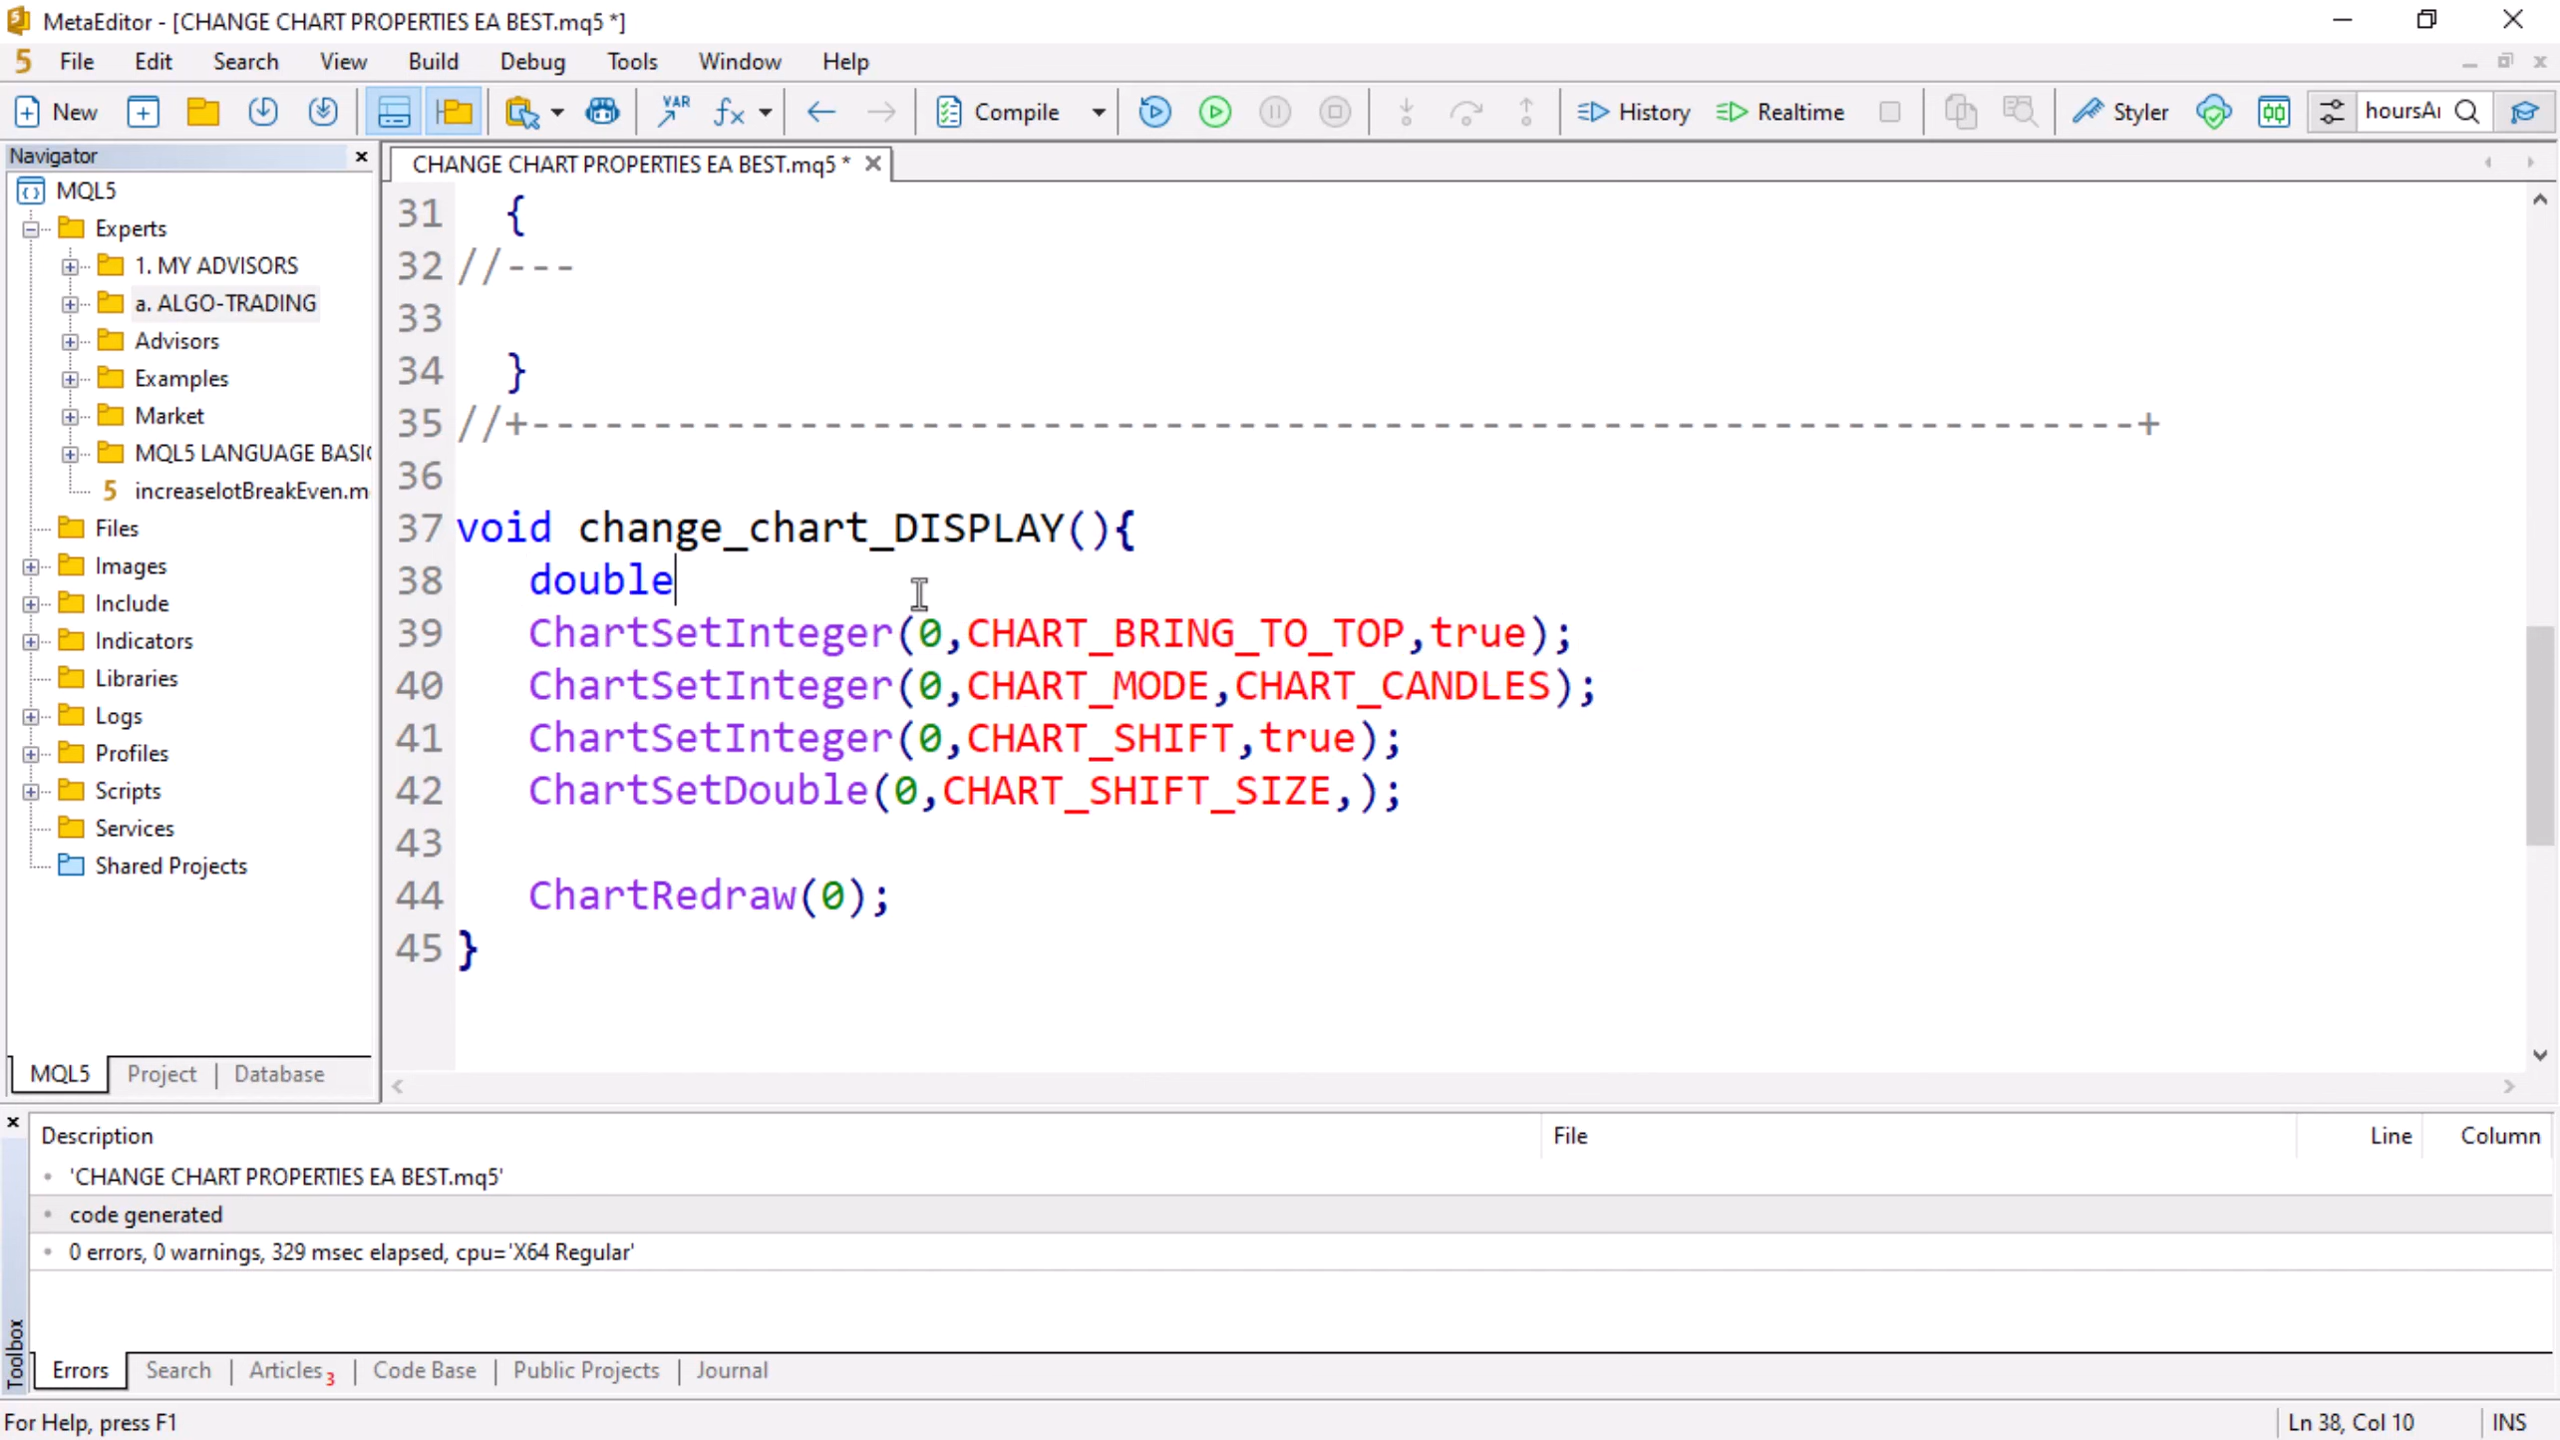 MetaEditor - [CHANGE CHART PROPERTIES EA BEST.mq5 *]
5 File Edit Search View Build Debug Tools Window Help
New VAR fx Compile History Realtime Styler hoursAı
Navigator
MQL5
Experts
1. MY ADVISORS
a. ALGO-TRADING
Advisors
Examples
Market
MQL5 LANGUAGE BASI
5 increaselotBreakEven.m
Files
Images
Include
Indicators
Libraries
Logs
Profiles
Scripts
Services
Shared Projects
MQL5 | Project | Database
CHANGE CHART PROPERTIES EA BEST.mq5 *
31 {
32 //---
33
34 }
35 //+------------------------------------------------------------------+
36
37 void change_chart_DISPLAY(){
38 double
39 ChartSetInteger(0,CHART_BRING_TO_TOP,true);
40 ChartSetInteger(0,CHART_MODE,CHART_CANDLES);
41 ChartSetInteger(0,CHART_SHIFT,true);
42 ChartSetDouble(0,CHART_SHIFT_SIZE,);
43
44 ChartRedraw(0);
45 }
Description File Line Column
'CHANGE CHART PROPERTIES EA BEST.mq5'
code generated
0 errors, 0 warnings, 329 msec elapsed, cpu='X64 Regular'
Toolbox
Errors | Search | Articles 3 | Code Base | Public Projects | Journal
For Help, press F1 Ln 38, Col 10 INS